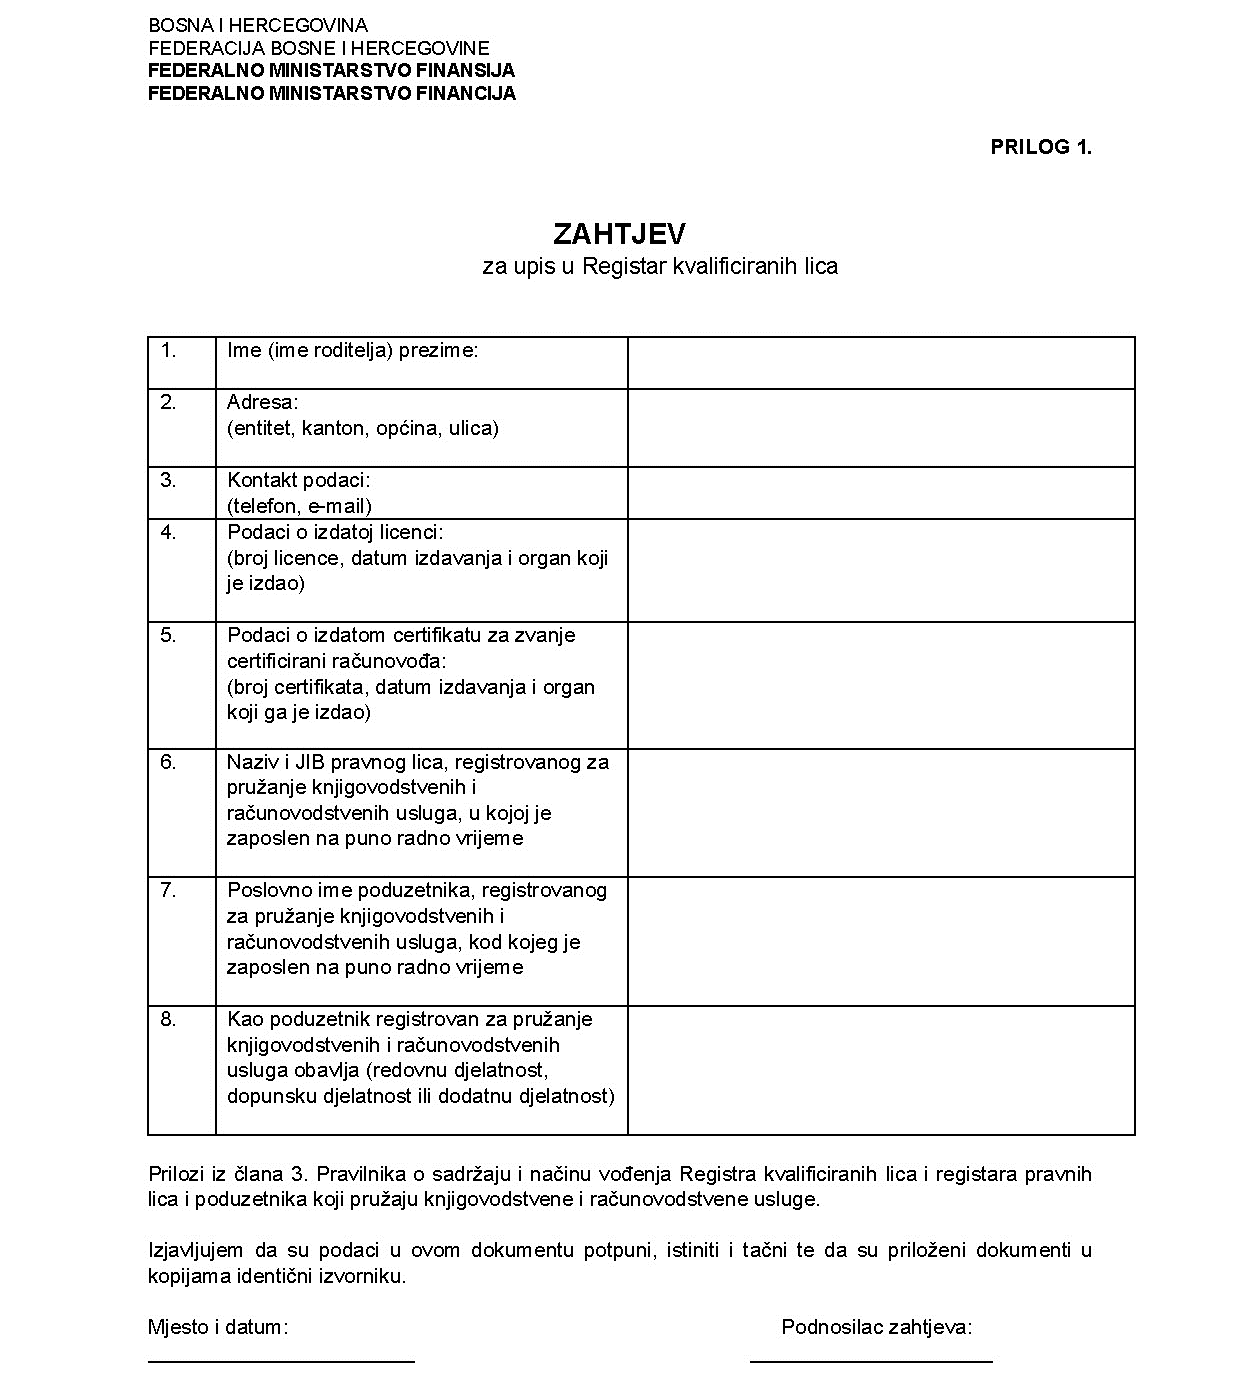 BOSNA I HERCEGOVINA
FEDERACIJA BOSNE I HERCEGOVINE
FEDERALNO MINISTARSTVO FINANSIJA
FEDERALNO MINISTARSTVO FINANCIJA
PRILOG 1.
ZAHTJEV
za upis u Registar kvalificiranih lica
1. Ime (ime roditelja) prezime:
2. Adresa:
(entitet, kanton, općina, ulica)
3. Kontakt podaci:
(telefon, e-mail)
4. Podaci o izdatoj licenci:
(broj licence, datum izdavanja i organ koji
je izdao)
5. Podaci o izdatom certifikatu za zvanje
certificirani računovođa:
(broj certifikata, datum izdavanja i organ
koji ga je izdao)
6. Naziv i JIB pravnog lica, registrovanog za
pružanje knjigovodstvenih i
računovodstvenih usluga, u kojoj je
zaposlen na puno radno vrijeme
7. Poslovno ime poduzetnika, registrovanog
za pružanje knjigovodstvenih i
računovodstvenih usluga, kod kojeg je
zaposlen na puno radno vrijeme
8. Kao poduzetnik registrovan za pružanje
knjigovodstvenih i računovodstvenih
usluga obavlja (redovnu djelatnost,
dopunsku djelatnost ili dodatnu djelatnost)
Prilozi iz člana 3. Pravilnika o sadržaju i načinu vođenja Registra kvalificiranih lica i registara pravnih
lica i poduzetnika koji pružaju knjigovodstvene i računovodstvene usluge.
Izjavljujem da su podaci u ovom dokumentu potpuni, istiniti i tačni te da su priloženi dokumenti u
kopijama identični izvorniku.
Mjesto i datum: Podnosilac zahtjeva: